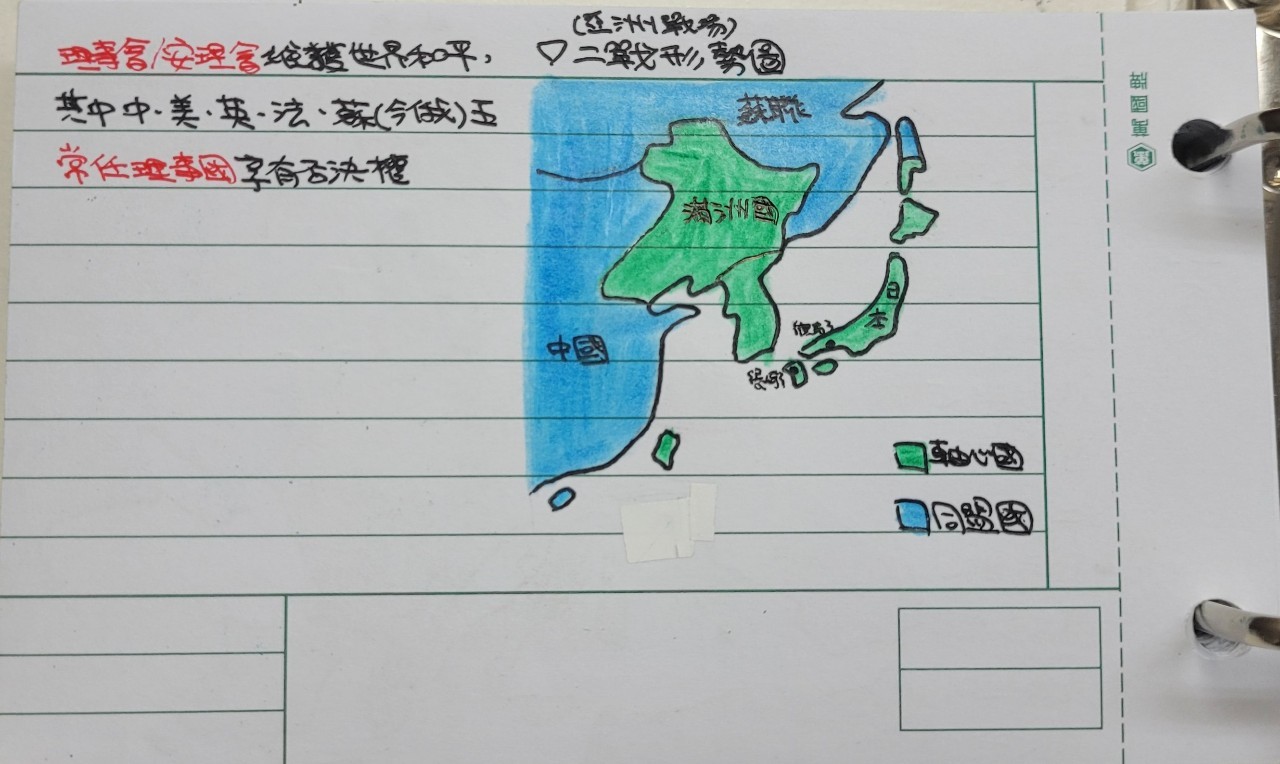 理事會/安理會維護世界和平,
其中中、美、英、法、蘇(今俄)五
常任理事國享有否決權
(亞洲戰場)
▽二戰形勢圖
蘇聯
滿洲國
日本
廣島
長崎
中國
軸心國
同盟國
萬國牌